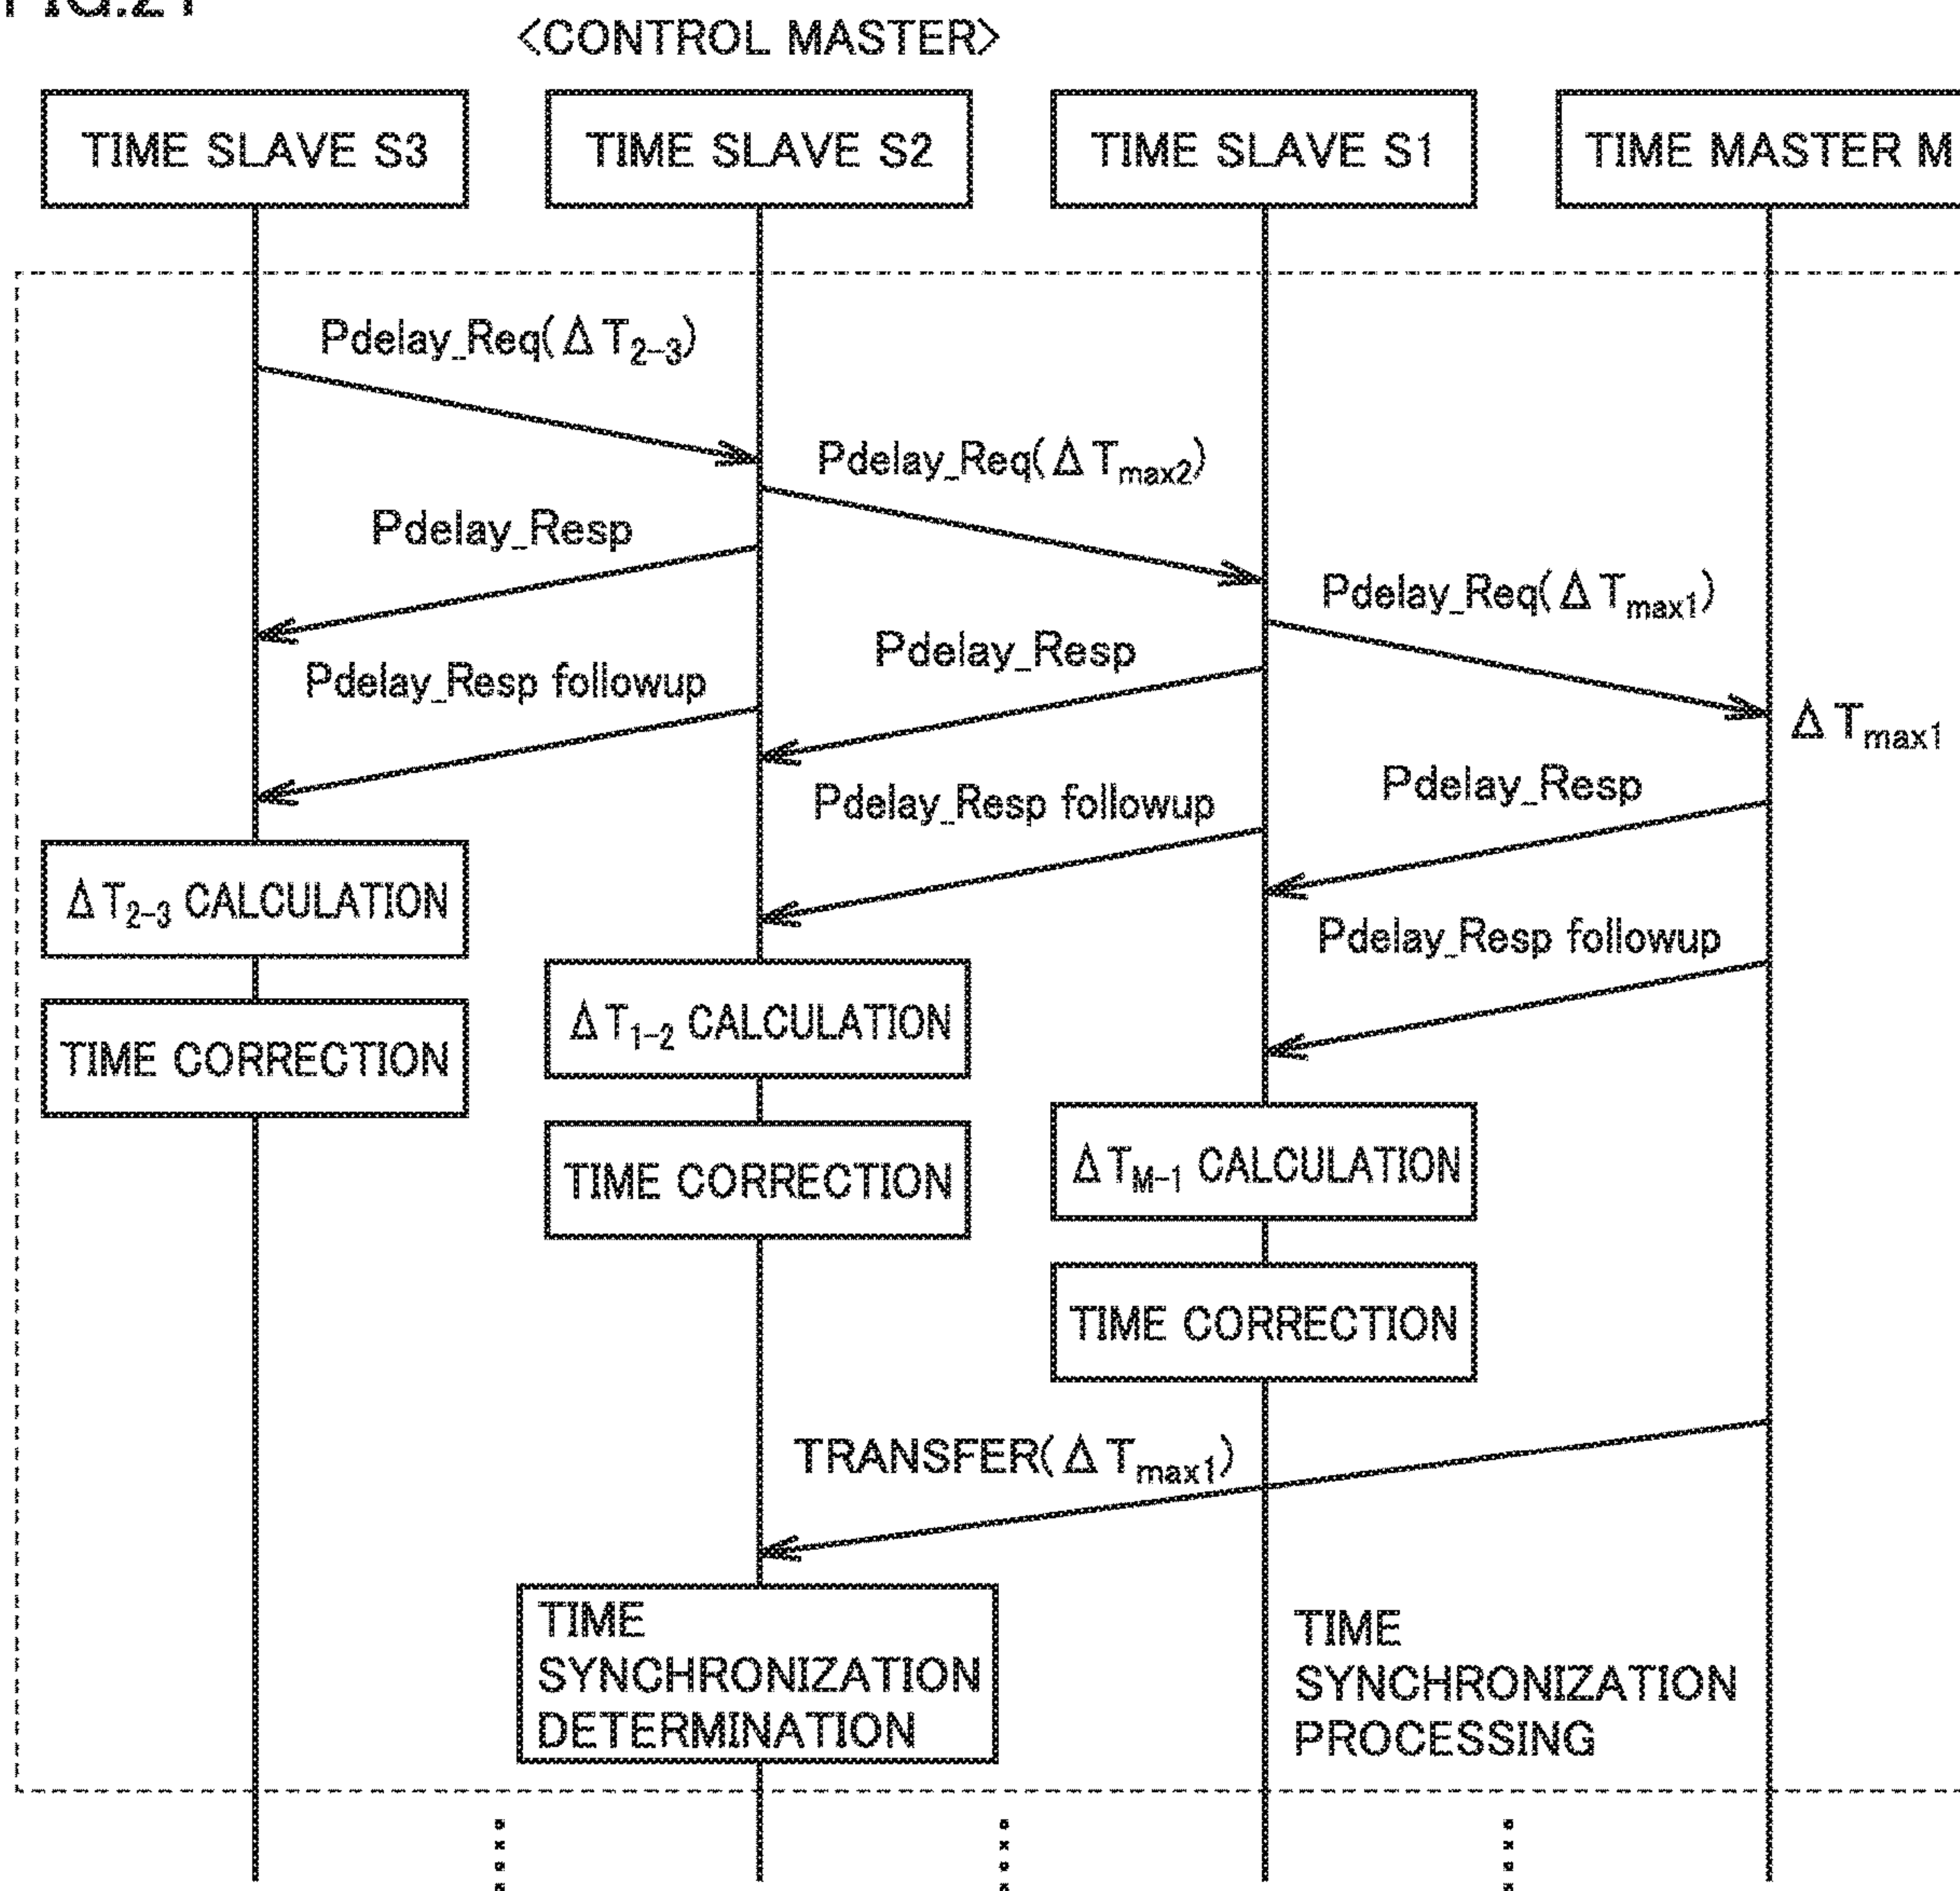 <CONTROL MASTER>
TIME SLAVE S3
TIME SLAVE S2
TIME SLAVE S1
TIME MASTER M
Pdelay_Req(ΔT2-3)
Pdelay_Req(ΔTmax2)
Pdelay_Resp
Pdelay_Req(ΔTmax1)
Pdelay_Resp
Pdelay_Resp followup
ΔTmax1
Pdelay_Resp
Pdelay_Resp followup
ΔT2-3 CALCULATION
Pdelay_Resp followup
ΔT1-2 CALCULATION
TIME CORRECTION
ΔTM-1 CALCULATION
TIME CORRECTION
TIME CORRECTION
TRANSFER(ΔTmax1)
TIME
SYNCHRONIZATION
DETERMINATION
TIME
SYNCHRONIZATION
PROCESSING